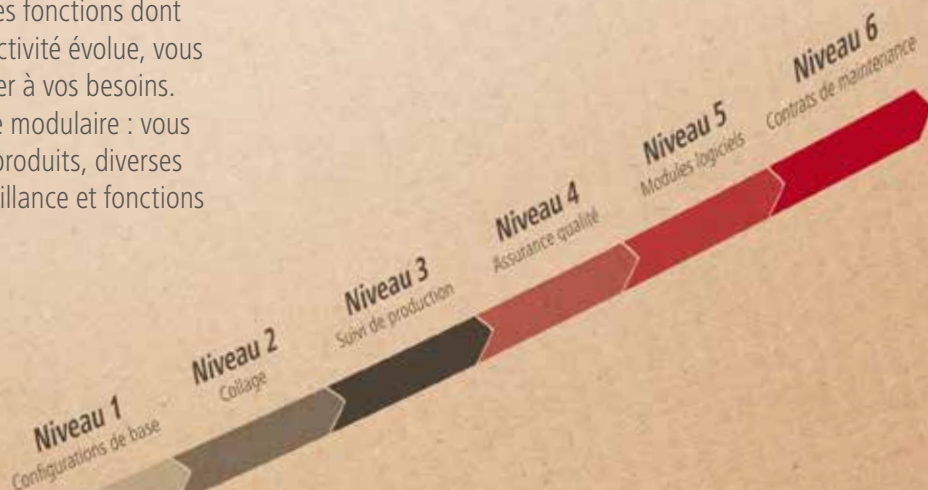 es fonctions dont
ctivité évolue, vous
er à vos besoins.
e modulaire : vous
produits, diverses
illance et fonctions
Niveau 1
Configurations de base
Niveau 2
Collage
Niveau 3
Suivi de production
Niveau 4
Assurance qualité
Niveau 5
Modules logiciels
Niveau 6
Contrats de maintenance